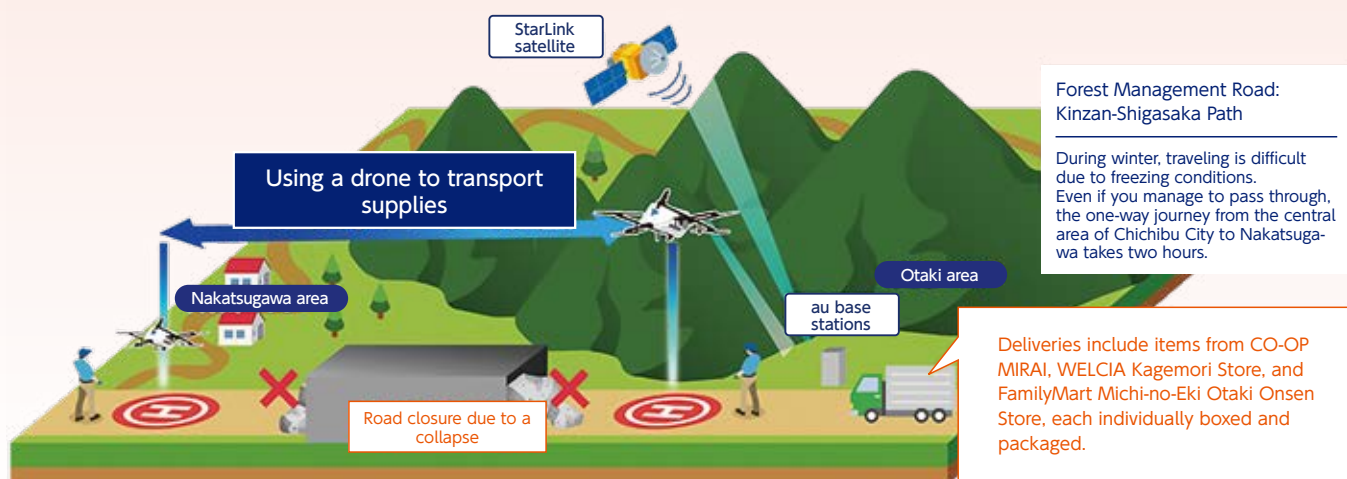 StarLink
satellite
Forest Management Road:
Kinzan-Shigasaka Path
During winter, traveling is difficult
due to freezing conditions.
Even if you manage to pass through,
the one-way journey from the central
area of Chichibu City to Nakatsuga-
wa takes two hours.
Using a drone to transport
supplies
Otaki area
Nakatsugawa area
au base
stations
H
H
Road closure due to a
collapse
Deliveries include items from CO-OP
MIRAI, WELCIA Kagemori Store, and
FamilyMart Michi-no-Eki Otaki Onsen
Store, each individually boxed and
packaged.